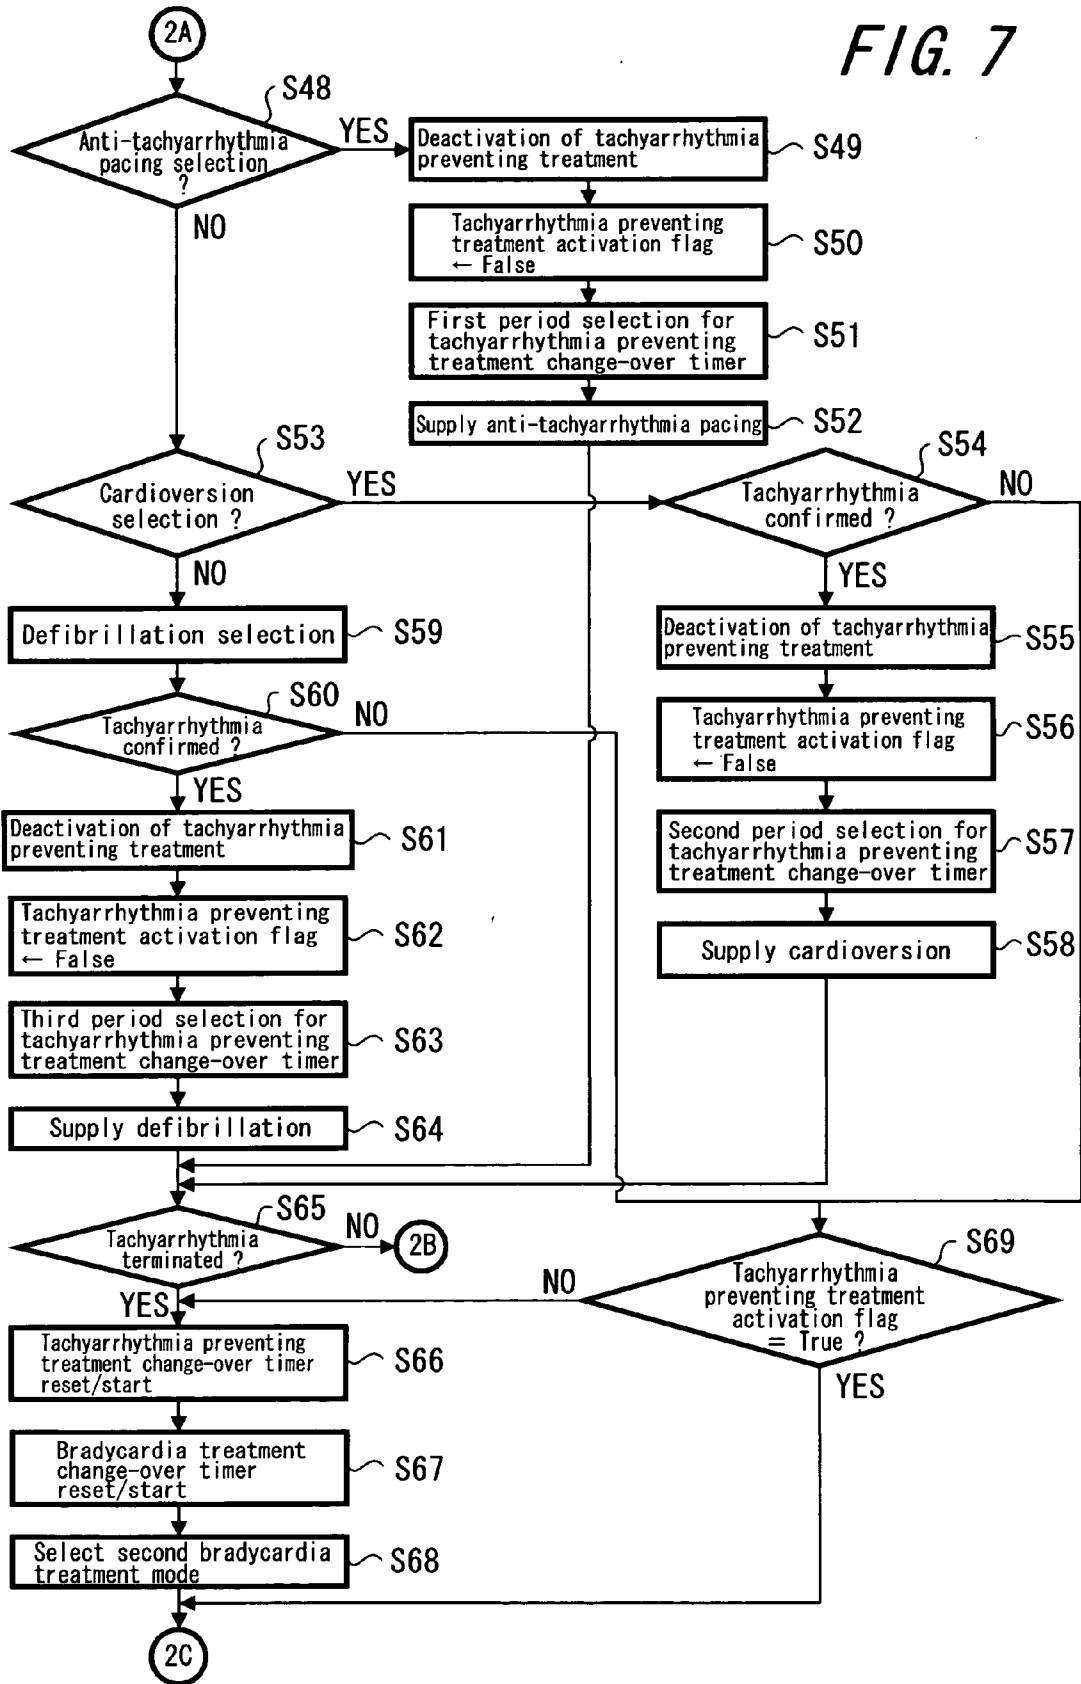 FIG. 7
2A
S48
Anti-tachyarrhythmia
pacing selection
?
YES
NO
Deactivation of tachyarrhythmia
preventing treatment
S49
Tachyarrhythmia preventing
treatment activation flag
← False
S50
First period selection for
tachyarrhythmia preventing
treatment change-over timer
S51
Supply anti-tachyarrhythmia pacing
S52
S53
Cardioversion
selection ?
YES
NO
S54
Tachyarrhythmia
confirmed ?
NO
YES
Deactivation of tachyarrhythmia
preventing treatment
S55
Tachyarrhythmia preventing
treatment activation flag
← False
S56
Second period selection for
tachyarrhythmia preventing
treatment change-over timer
S57
Supply cardioversion
S58
Defibrillation selection
S59
S60
Tachyarrhythmia
confirmed ?
NO
YES
Deactivation of tachyarrhythmia
preventing treatment
S61
Tachyarrhythmia preventing
treatment activation flag
← False
S62
Third period selection for
tachyarrhythmia preventing
treatment change-over timer
S63
Supply defibrillation
S64
S65
Tachyarrhythmia
terminated ?
NO
2B
YES
S69
Tachyarrhythmia
preventing treatment
activation flag
= True ?
NO
YES
Tachyarrhythmia preventing
treatment change-over timer
reset/start
S66
Bradycardia treatment
change-over timer
reset/start
S67
Select second bradycardia
treatment mode
S68
2C